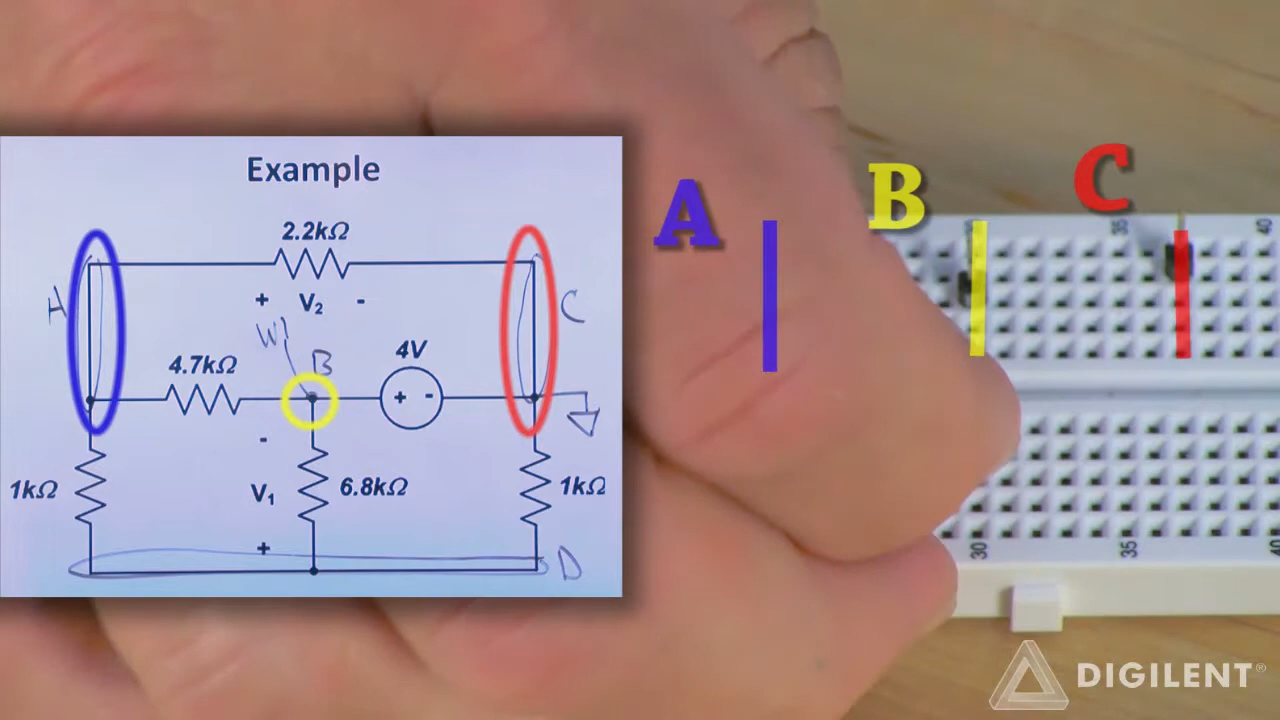 Example
2.2kΩ
+ V₂ -
W1
B
C
A
4.7kΩ
4V
+ -
-
1kΩ
V₁
6.8kΩ
1kΩ
+
D
A
B
C
35
40
30
35
40
DIGILENT®